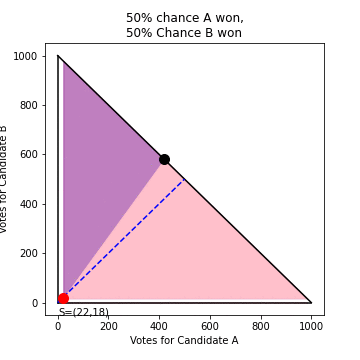 50% chance A won,
50% Chance B won
Votes for Candidate B
1000
800
600
400
200
0
S=(22,18)
0
200
400
600
800
1000
Votes for Candidate A